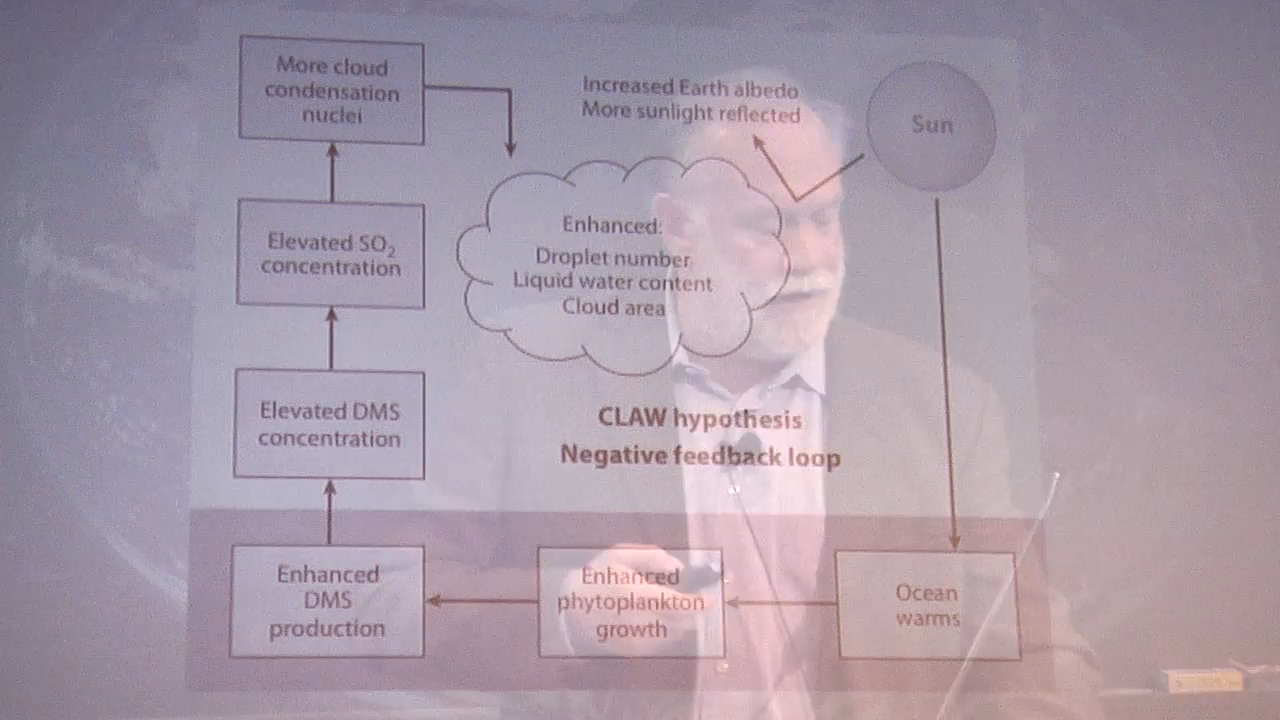 More cloud
condensation
nuclei
Increased Earth albedo
More sunlight reflected
Sun
Elevated SO₂
concentration
Enhanced:
Droplet number
Liquid water content
Cloud area
Elevated DMS
concentration
CLAW hypothesis
Negative feedback loop
Enhanced
DMS
production
Enhanced
phytoplankton
growth
Ocean
warms